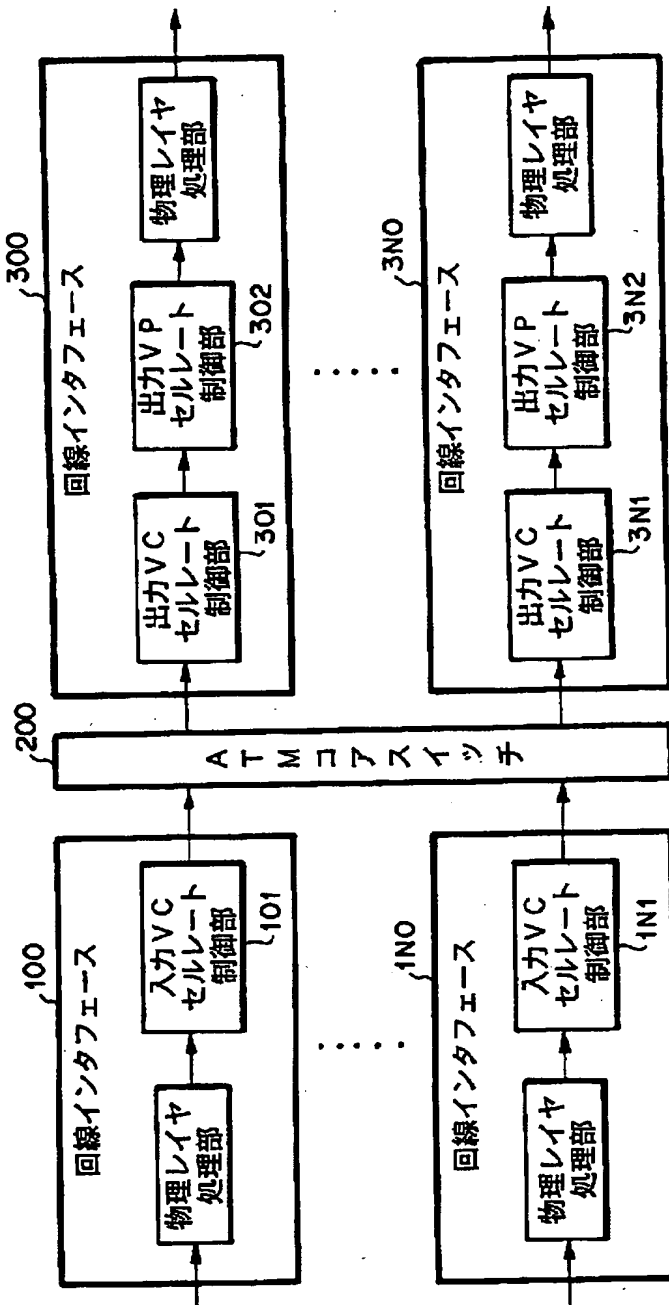 100
回線インタフェース
物理レイヤ
処理部
入力VC
セルレート
制御部
101
1N0
回線インタフェース
物理レイヤ
処理部
入力VC
セルレート
制御部
1N1
200
ATMコアスイッチ
300
回線インタフェース
出力VC
セルレート
制御部
301
出力VP
セルレート
制御部
302
物理レイヤ
処理部
3N0
回線インタフェース
出力VC
セルレート
制御部
3N1
出力VP
セルレート
制御部
3N2
物理レイヤ
処理部